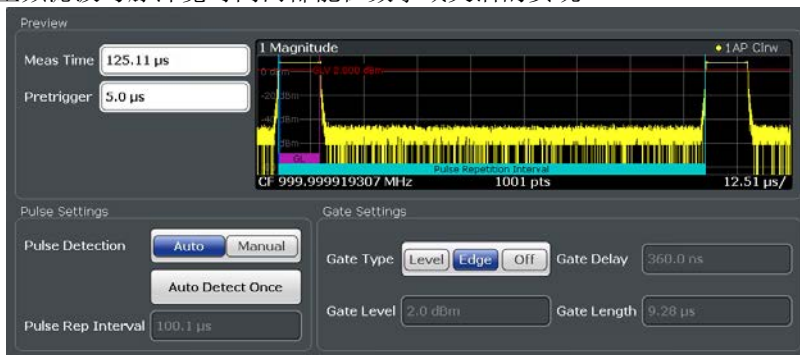 Preview
Meas Time 125.11 µs
Pretrigger 5.0 µs
1 Magnitude
1AP Clrw
0 dBm
GLV 2.000 dBm
-20 dBm
GL
Pulse Repetition Interval
CF 999.999919307 MHz 1001 pts 12.51 µs/
Pulse Settings
Pulse Detection Auto Manual
Auto Detect Once
Pulse Rep Interval 100.1 µs
Gate Settings
Gate Type Level Edge Off Gate Delay 360.0 ns
Gate Level 2.0 dBm Gate Length 9.28 µs